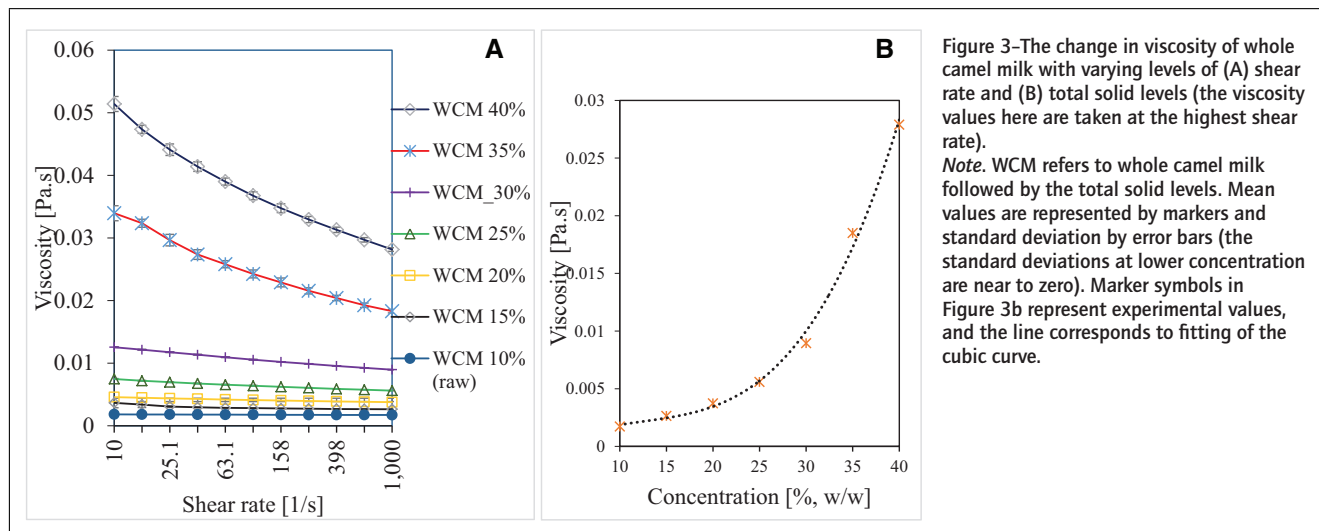 A
0.06
0.05
0.04
0.03
0.02
0.01
0
Viscosity [Pa.s]
10
25.1
63.1
158
398
1,000
Shear rate [1/s]
WCM 40%
WCM 35%
WCM_30%
WCM 25%
WCM 20%
WCM 15%
WCM 10%
(raw)
B
0.03
0.025
0.02
0.015
0.01
0.005
0
Viscosity [Pa.s]
10 15 20 25 30 35 40
Concentration [%, w/w]
Figure 3–The change in viscosity of whole
camel milk with varying levels of (A) shear
rate and (B) total solid levels (the viscosity
values here are taken at the highest shear
rate).
Note. WCM refers to whole camel milk
followed by the total solid levels. Mean
values are represented by markers and
standard deviation by error bars (the
standard deviations at lower concentration
are near to zero). Marker symbols in
Figure 3b represent experimental values,
and the line corresponds to fitting of the
cubic curve.